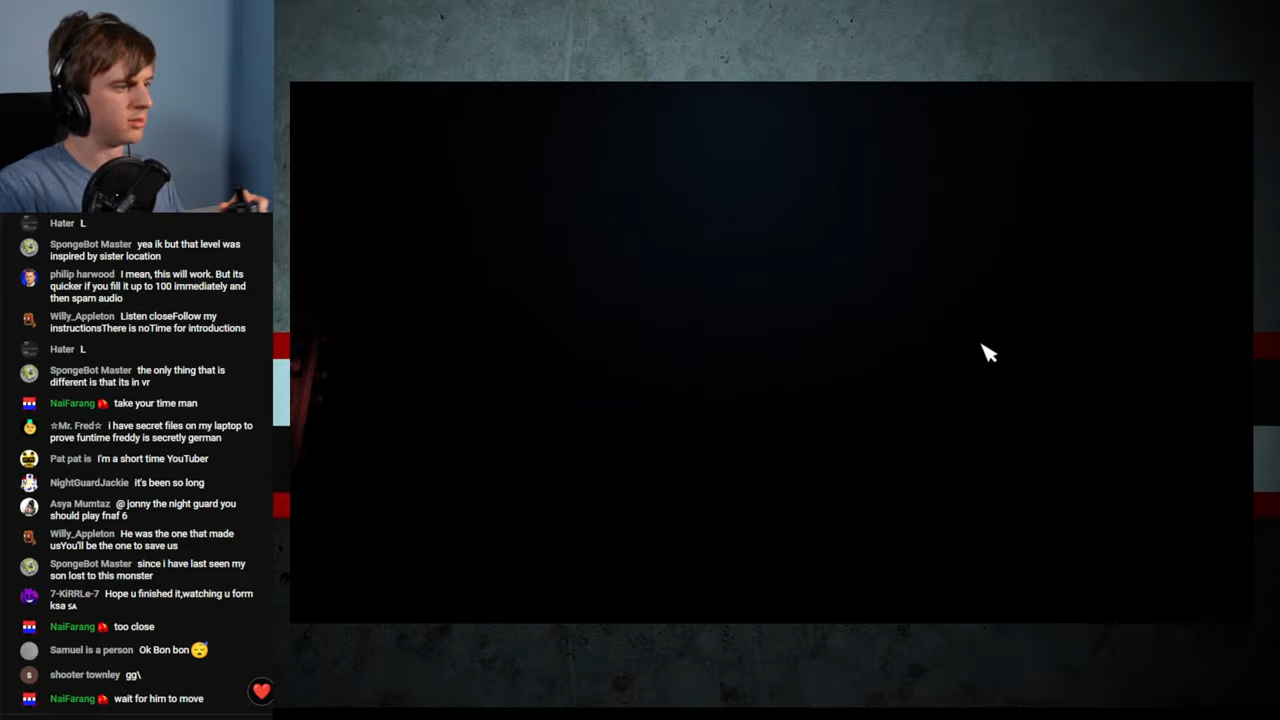 Hater L
SpongeBot Master yea ik but that level was
inspired by sister location
philip harwood I mean, this will work. But its
quicker if you fill it up to 100 immediately and
then spam audio
Willy_Appleton Listen closeFollow my
instructionsThere is noTime for introductions
Hater L
SpongeBot Master the only thing that is
different is that its in vr
NaiFarang take your time man
☆Mr. Fred☆ i have secret files on my laptop to
prove funtime freddy is secretly german
Pat pat is I'm a short time YouTuber
NightGuardJackie it's been so long
Asya Mumtaz @ jonny the night guard you
should play fnaf 6
Willy_Appleton He was the one that made
usYou'll be the one to save us
SpongeBot Master since i have last seen my
son lost to this monster
7-KiRRLe-7 Hope u finished it,watching u form
ksa sᴀ
NaiFarang too close
Samuel is a person Ok Bon bon 😴
s shooter townley gg\
NaiFarang wait for him to move